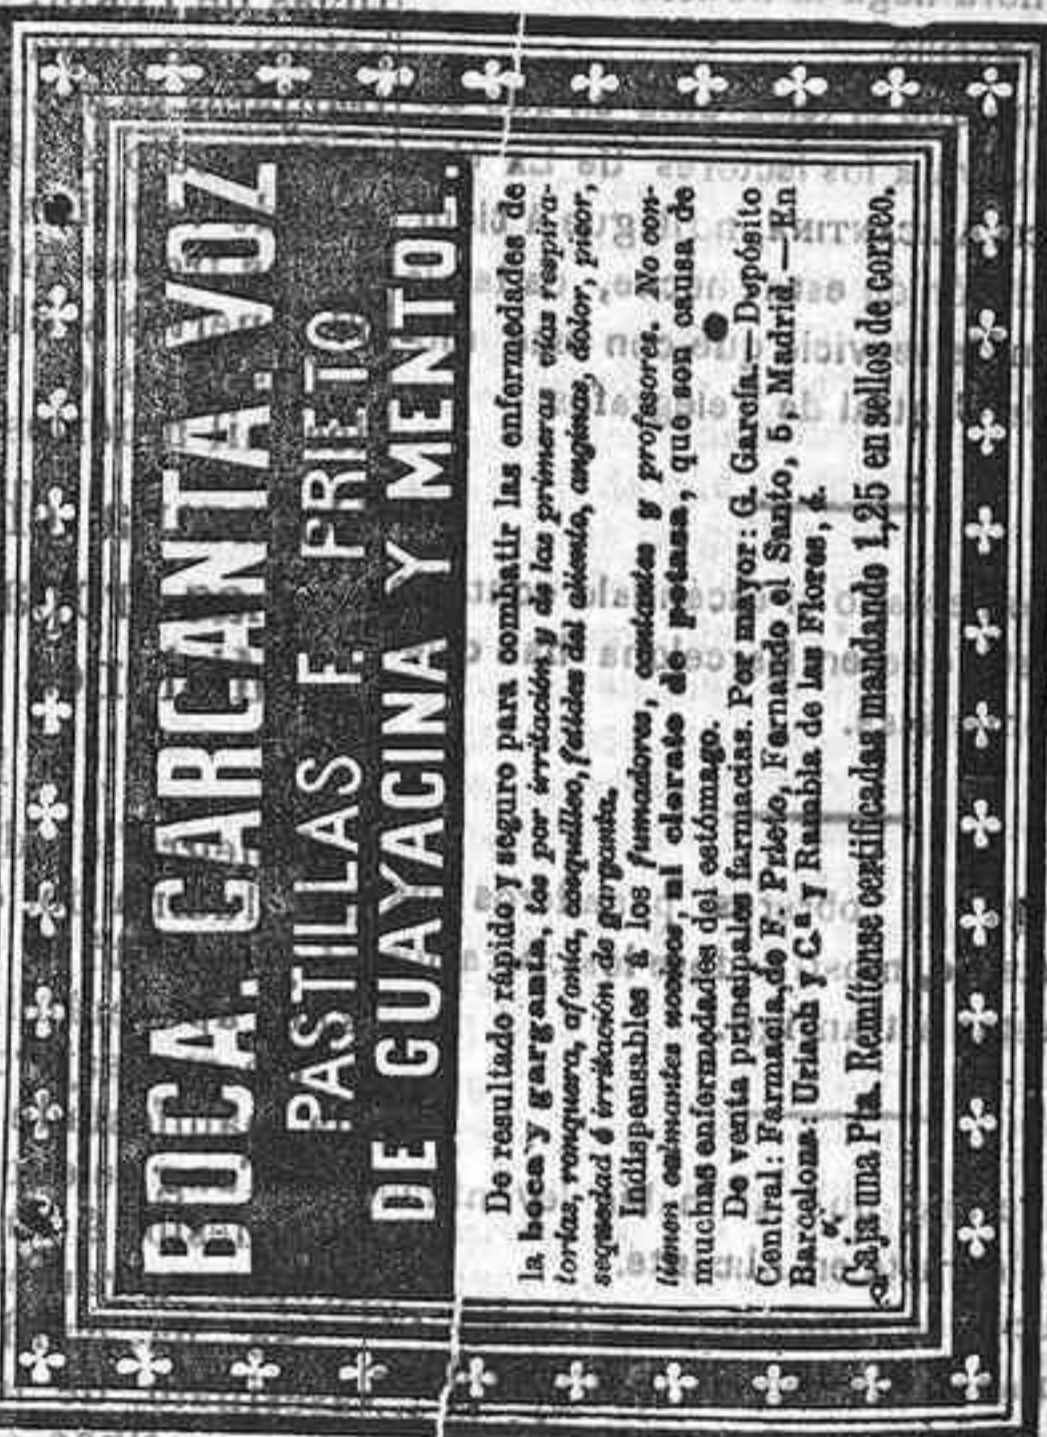 BOCA. GARGANTA. VOZ
PASTILLAS F. PRIETO
DE GUAYACINA Y MENTOL.
De resultado rápido y seguro para combatir las enfermedades de
la boca y garganta, tos por irritación y de las primeras vías respira-
torias, ronquera, afonía, cosquilleo, fetidez del aliento, anginas, dolor, picor,
sequedad é irritación de garganta.
Indispensables á los fumadores, cantantes y profesores. No con-
tienen calmantes nocivos, ni clorato de potasa, que son causa de
muchas enfermedades del estómago.
De venta principales farmacias. Por mayor: G. García.—Depósito
Central: Farmacia de F. Prieto, Fernando el Santo, 5, Madrid.—En
Barcelona: Uriach y C.ª y Rambla de las Flores, 4.
Caja una Pta. Remítense certificadas mandando 1,25 en sellos de correo.